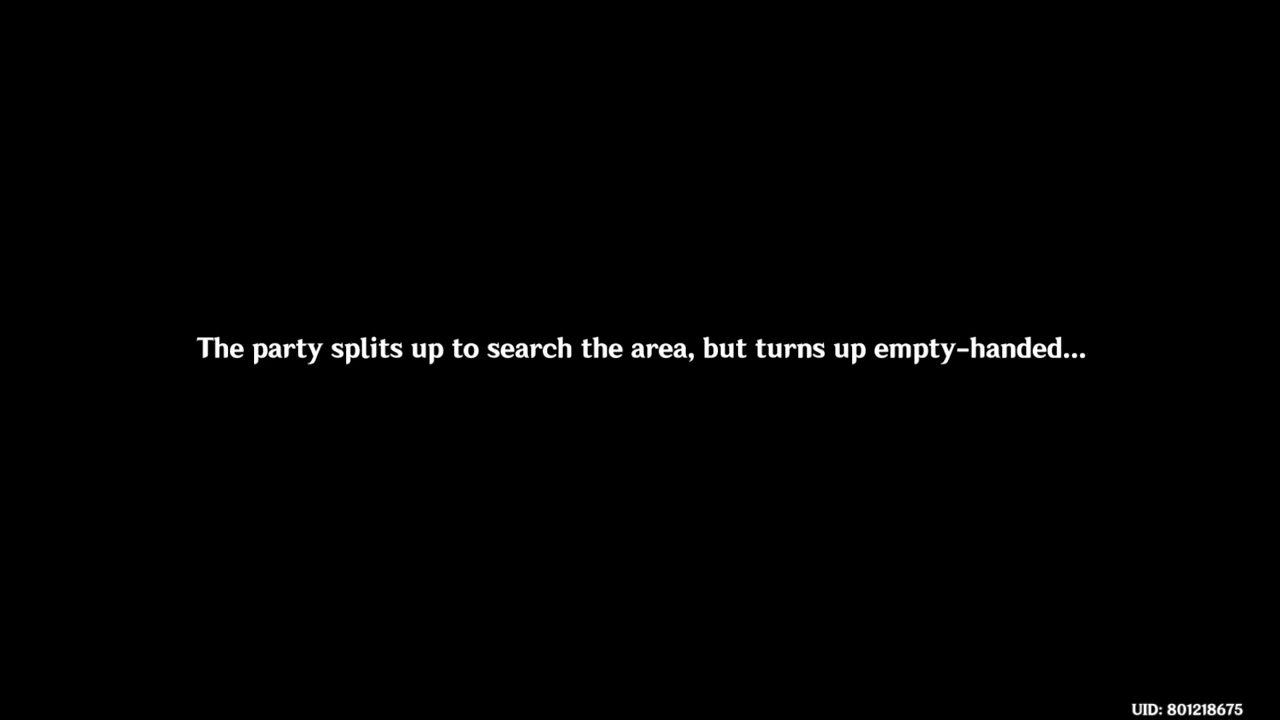 The party splits up to search the area, but turns up empty-handed...
UID: 801218675